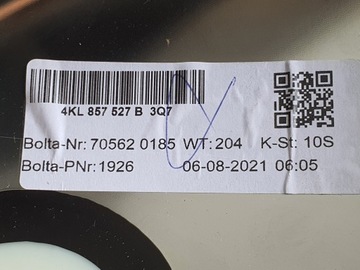 4KL 857 527 B 3Q7
Bolta-Nr: 70562 0185 WT: 204 K-St: 10S
Bolta-PNr: 1926 06-08-2021 06:05